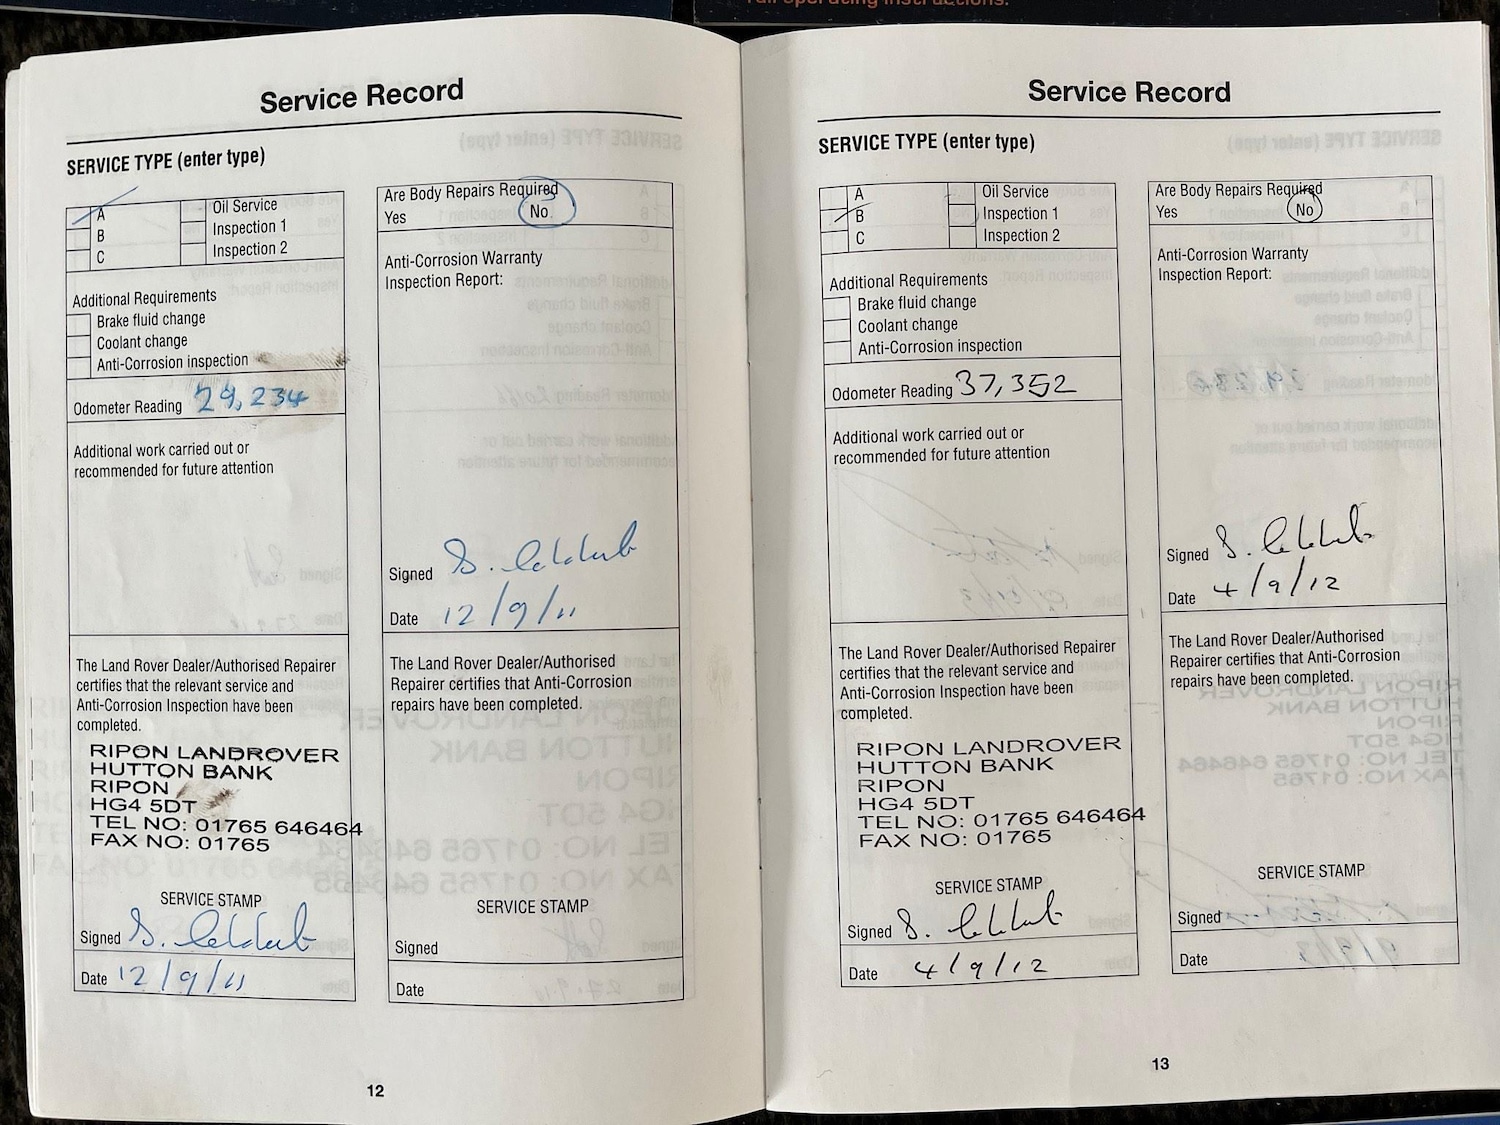 full operating instructions.
Service Record
SERVICE TYPE (enter type)
A
B
C
Oil Service
Inspection 1
Inspection 2
Additional Requirements
Brake fluid change
Coolant change
Anti-Corrosion inspection
Odometer Reading 29,234
Additional work carried out or
recommended for future attention
The Land Rover Dealer/Authorised Repairer
certifies that the relevant service and
Anti-Corrosion Inspection have been
completed.
RIPON LANDROVER
HUTTON BANK
RIPON
HG4 5DT
TEL NO: 01765 646464
FAX NO: 01765
SERVICE STAMP
Signed
Date 12/9/11
Are Body Repairs Required
Yes No
Anti-Corrosion Warranty
Inspection Report:
Signed
Date 12/9/11
The Land Rover Dealer/Authorised
Repairer certifies that Anti-Corrosion
repairs have been completed.
SERVICE STAMP
Signed
Date
12
Service Record
SERVICE TYPE (enter type)
A
B
C
Oil Service
Inspection 1
Inspection 2
Additional Requirements
Brake fluid change
Coolant change
Anti-Corrosion inspection
Odometer Reading 37,352
Additional work carried out or
recommended for future attention
The Land Rover Dealer/Authorised Repairer
certifies that the relevant service and
Anti-Corrosion Inspection have been
completed.
RIPON LANDROVER
HUTTON BANK
RIPON
HG4 5DT
TEL NO: 01765 646464
FAX NO: 01765
SERVICE STAMP
Signed
Date 4/9/12
Are Body Repairs Required
Yes No
Anti-Corrosion Warranty
Inspection Report:
Signed
Date 4/9/12
The Land Rover Dealer/Authorised
Repairer certifies that Anti-Corrosion
repairs have been completed.
SERVICE STAMP
Signed
Date
13